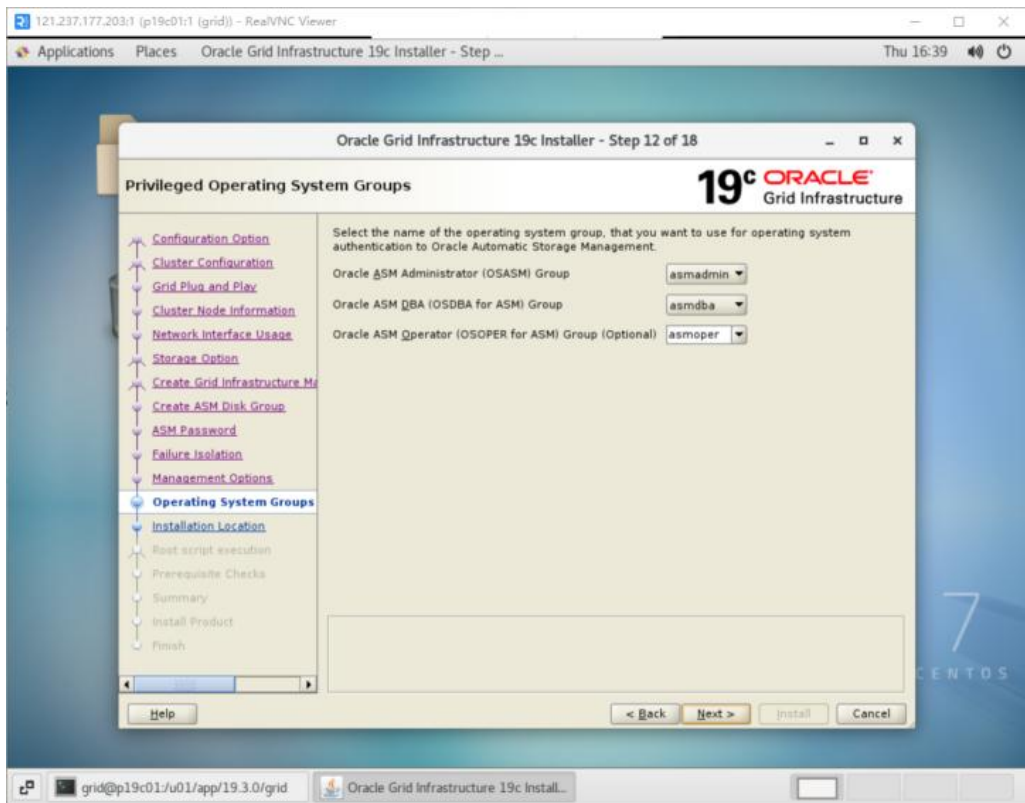 121.237.177.203:1 (p19c01:1 (grid)) - RealVNC Viewer
Applications Places Oracle Grid Infrastructure 19c Installer - Step ... Thu 16:39
Oracle Grid Infrastructure 19c Installer - Step 12 of 18
Privileged Operating System Groups
19c ORACLE
Grid Infrastructure
Configuration Option
Cluster Configuration
Grid Plug and Play
Cluster Node Information
Network Interface Usage
Storage Option
Create Grid Infrastructure Ma
Create ASM Disk Group
ASM Password
Failure Isolation
Management Options
Operating System Groups
Installation Location
Root script execution
Prerequisite Checks
Summary
Install Product
Finish
Select the name of the operating system group, that you want to use for operating system
authentication to Oracle Automatic Storage Management.
Oracle ASM Administrator (OSASM) Group asmadmin
Oracle ASM DBA (OSDBA for ASM) Group asmdba
Oracle ASM Operator (OSOPER for ASM) Group (Optional) asmoper
7
CENTOS
Help < Back Next > Install Cancel
grid@p19c01:/u01/app/19.3.0/grid Oracle Grid Infrastructure 19c Install...